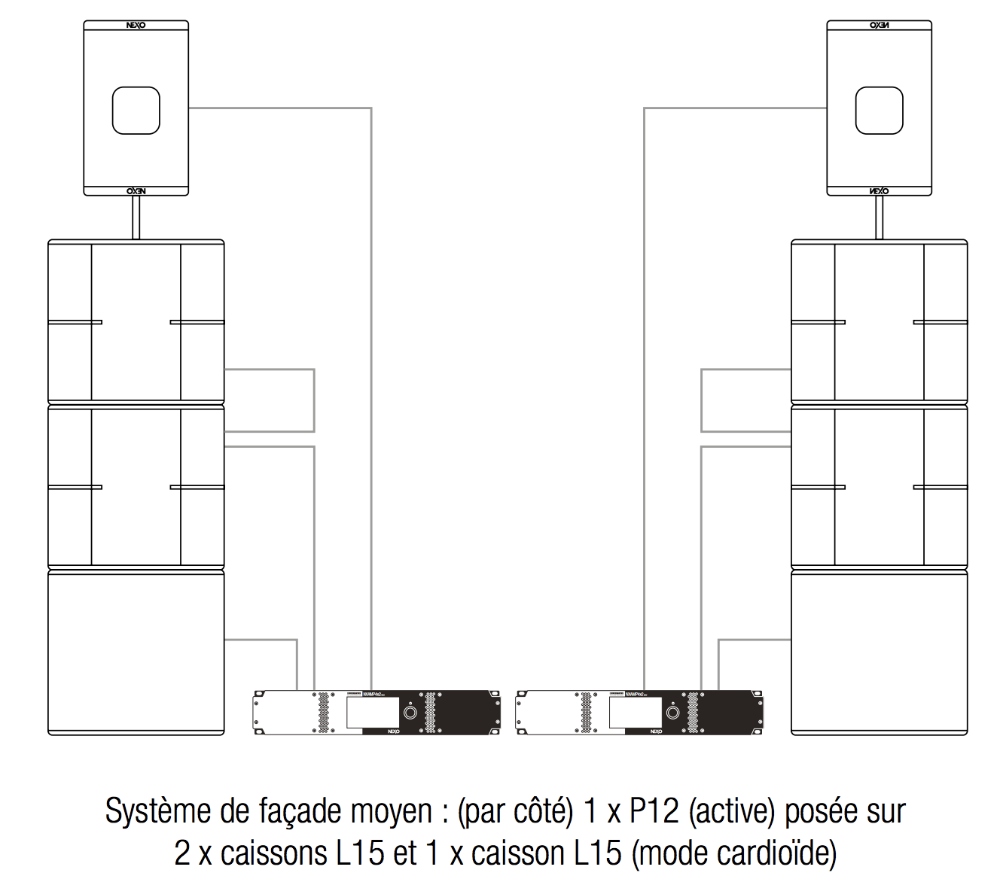 NEXO
NEXO
NEXO
NEXO
NXAMP4x2
NEXO
NXAMP4x2
NEXO
Système de façade moyen : (par côté) 1 x P12 (active) posée sur
2 x caissons L15 et 1 x caisson L15 (mode cardioïde)